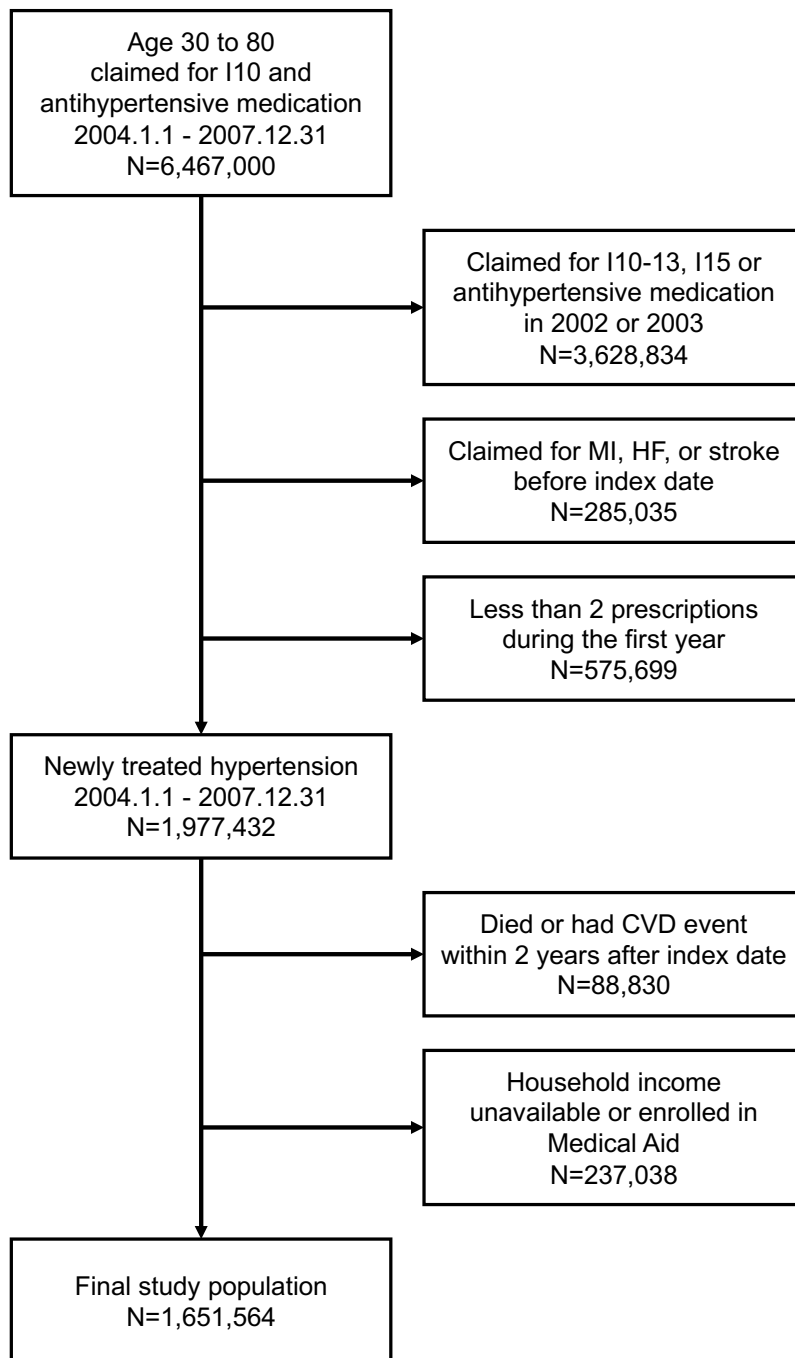 Age 30 to 80
claimed for I10 and
antihypertensive medication
2004.1.1 - 2007.12.31
N=6,467,000
Claimed for I10-13, I15 or
antihypertensive medication
in 2002 or 2003
N=3,628,834
Claimed for MI, HF, or stroke
before index date
N=285,035
Less than 2 prescriptions
during the first year
N=575,699
Newly treated hypertension
2004.1.1 - 2007.12.31
N=1,977,432
Died or had CVD event
within 2 years after index date
N=88,830
Household income
unavailable or enrolled in
Medical Aid
N=237,038
Final study population
N=1,651,564